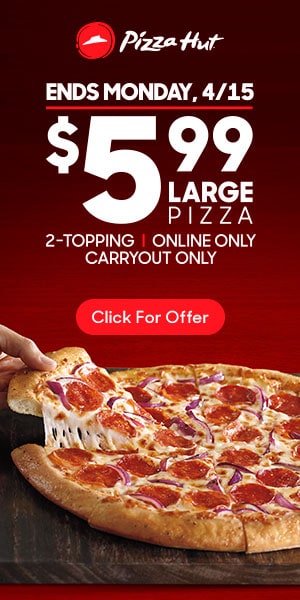 Pizza Hut
ENDS MONDAY, 4/15
$5 99
LARGE
PIZZA
2-TOPPING | ONLINE ONLY
CARRYOUT ONLY
Click For Offer